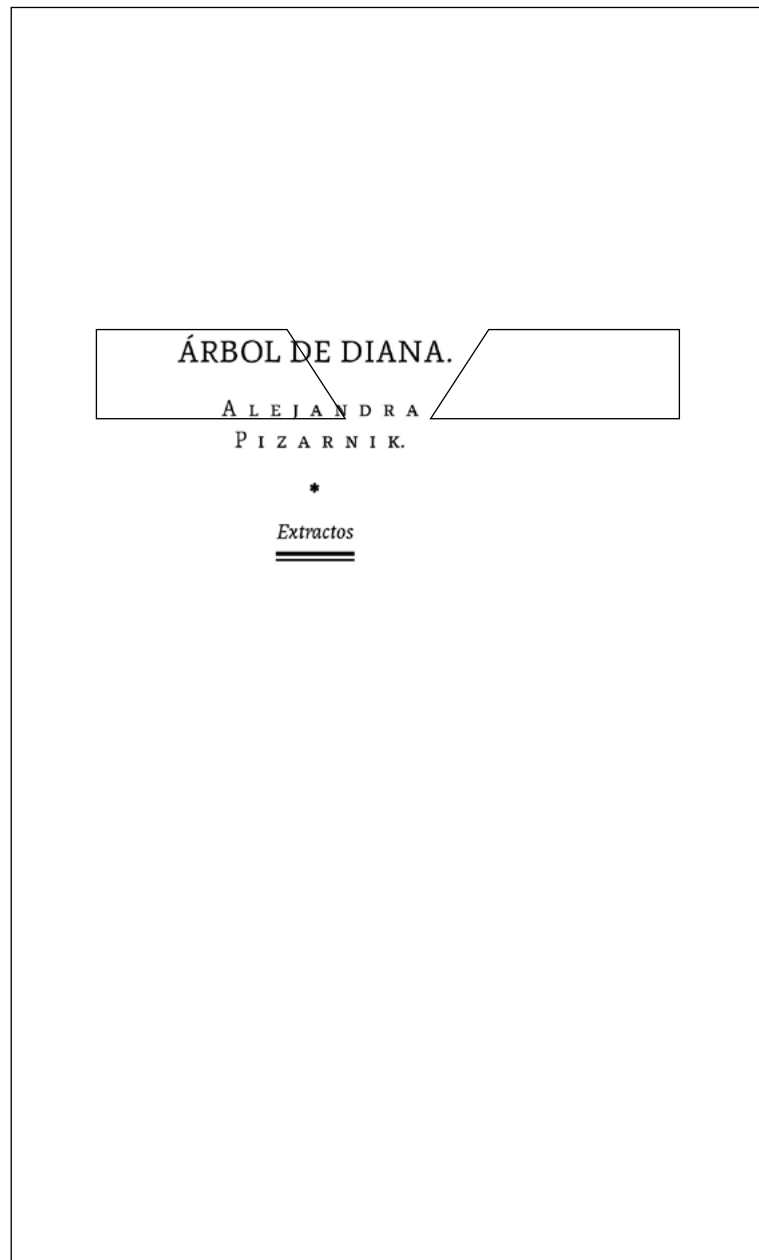 ÁRBOL DE DIANA.
ALEJANDRA
PIZARNIK.
*
Extractos